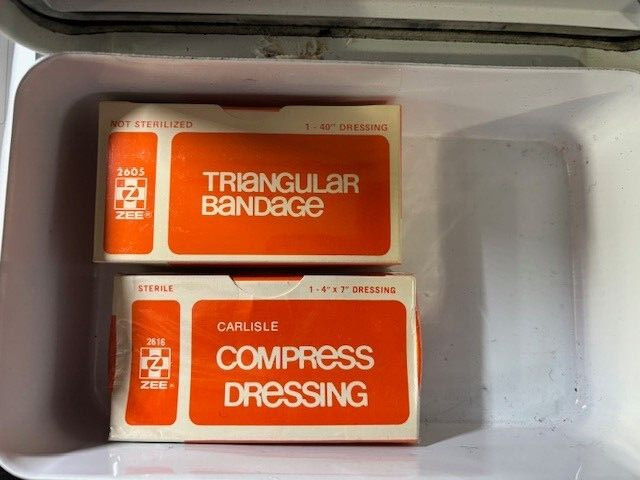 NOT STERILIZED
1 - 40" DRESSING
2605
Z
ZEE®
TRIANGULAR
BANDAGE
STERILE
1 - 4" x 7" DRESSING
2616
Z
ZEE®
CARLISLE
COMPRESS
DRESSING